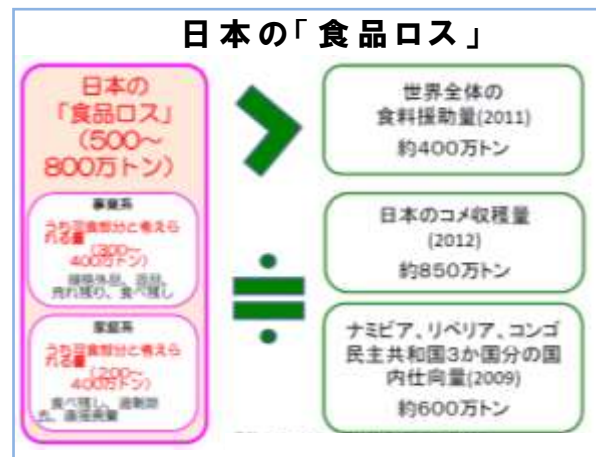 日本の「食品ロス」
日本の
「食品ロス」
(500～
800万トン)
事業系
うち可食部分と考えら
れる量
(300～
400万トン)
規格外品、返品、
売れ残り、食べ残し
家庭系
うち可食部分と考えら
れる量
(200～
400万トン)
食べ残し、過剰除
去、直接廃棄
世界全体の
食料援助量(2011)
約400万トン
日本のコメ収穫量
(2012)
約850万トン
ナミビア、リベリア、コンゴ
民主共和国3か国分の国
内仕向量(2009)
約600万トン